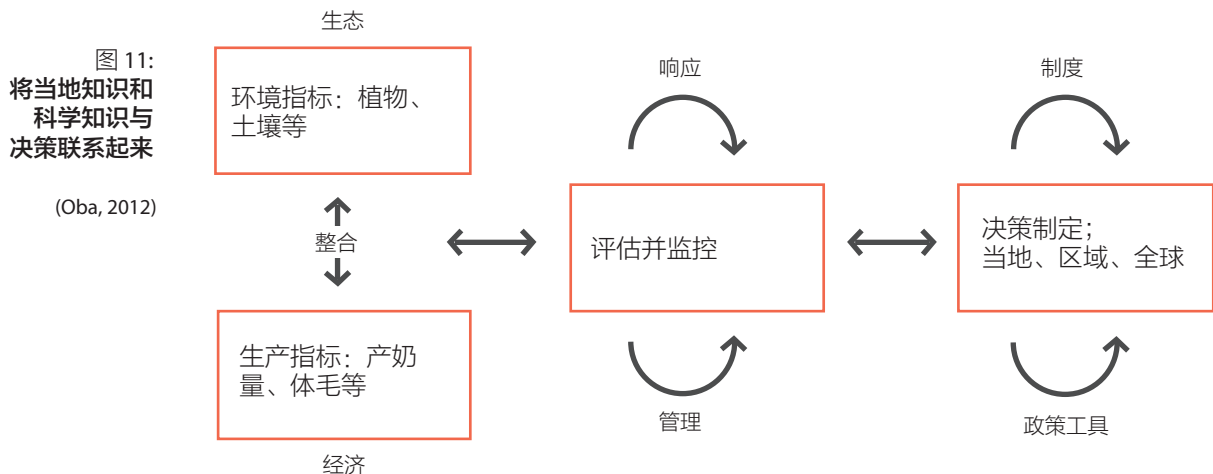 图 11:
将当地知识和
科学知识与
决策联系起来
(Oba, 2012)
生态
环境指标：植物、
土壤等
整合
生产指标：产奶
量、体毛等
经济
响应
评估并监控
管理
制度
决策制定；
当地、区域、全球
政策工具